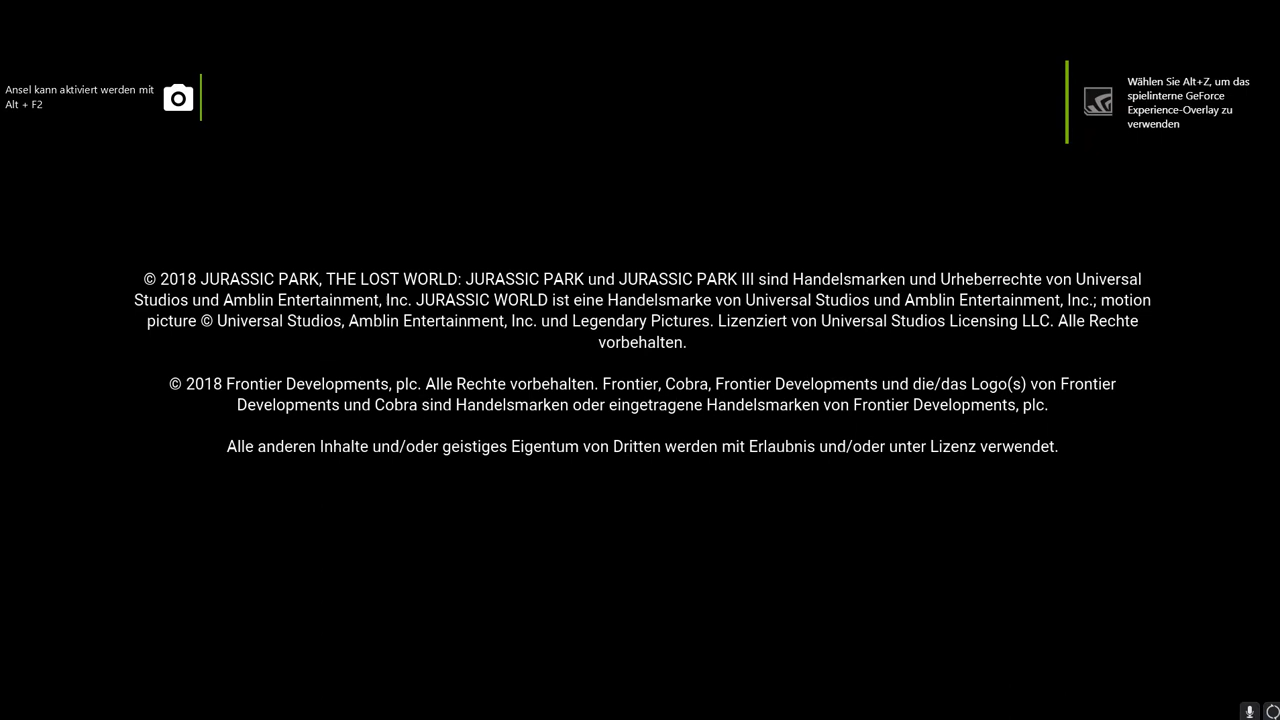 Ansel kann aktiviert werden mit
Alt + F2
Wählen Sie Alt+Z, um das
spielinterne GeForce
Experience-Overlay zu
verwenden
© 2018 JURASSIC PARK, THE LOST WORLD: JURASSIC PARK und JURASSIC PARK III sind Handelsmarken und Urheberrechte von Universal
Studios und Amblin Entertainment, Inc. JURASSIC WORLD ist eine Handelsmarke von Universal Studios und Amblin Entertainment, Inc.; motion
picture © Universal Studios, Amblin Entertainment, Inc. und Legendary Pictures. Lizenziert von Universal Studios Licensing LLC. Alle Rechte
vorbehalten.
© 2018 Frontier Developments, plc. Alle Rechte vorbehalten. Frontier, Cobra, Frontier Developments und die/das Logo(s) von Frontier
Developments und Cobra sind Handelsmarken oder eingetragene Handelsmarken von Frontier Developments, plc.
Alle anderen Inhalte und/oder geistiges Eigentum von Dritten werden mit Erlaubnis und/oder unter Lizenz verwendet.